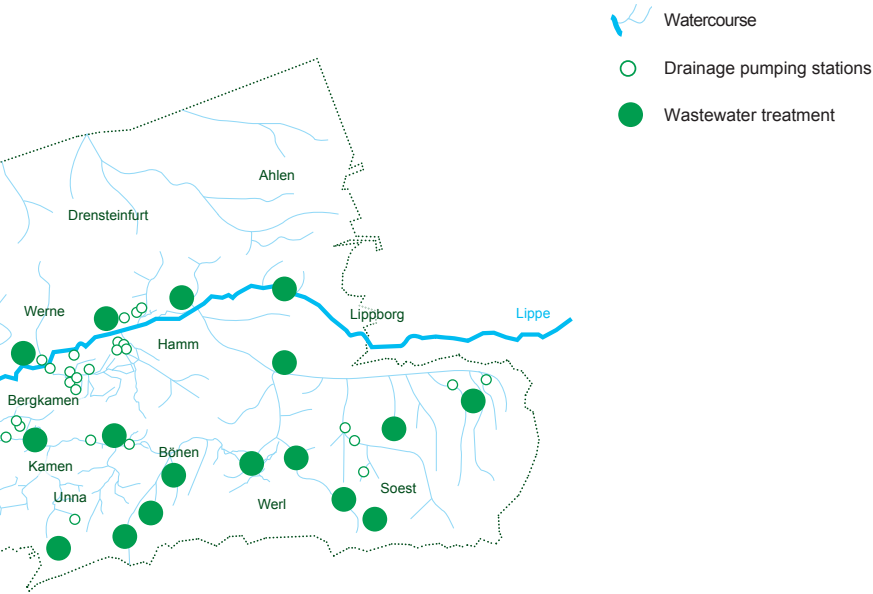 Watercourse
Drainage pumping stations
Wastewater treatment
Ahlen
Drensteinfurt
Werne
Lippborg
Lippe
Hamm
Bergkamen
Bönen
Kamen
Unna
Soest
Werl